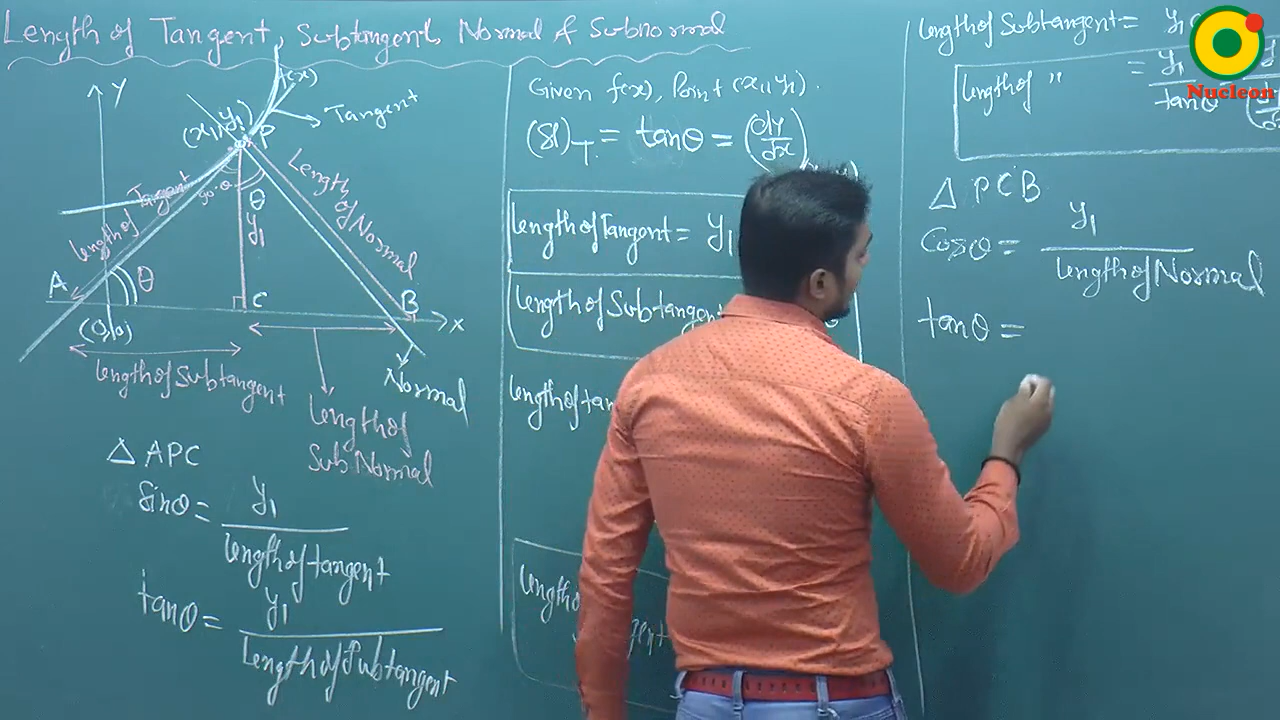 Length of Tangent, Subtangent, Normal & Subnormal
Y
f(x)
(x1, y1)
P
Tangent
Length of Tangent
90-θ
θ
y1
Length of Normal
A
θ
C
B
X
(0,0)
Length of Subtangent
Normal
Length of
Sub Normal
Δ APC
Sinθ = y1
Length of tangent
tanθ = y1
Length of Subtangent
Given f(x), Point (x1, y1).
(Sl)T = tanθ = (dy/dx)
Length of Tangent = y1
Length of
Length of
Length of
Length of Subtangent = y1
Length of " = y1
tanθ
Δ PCB
Cosθ = y1
Length of Normal
tanθ =
Nucleon